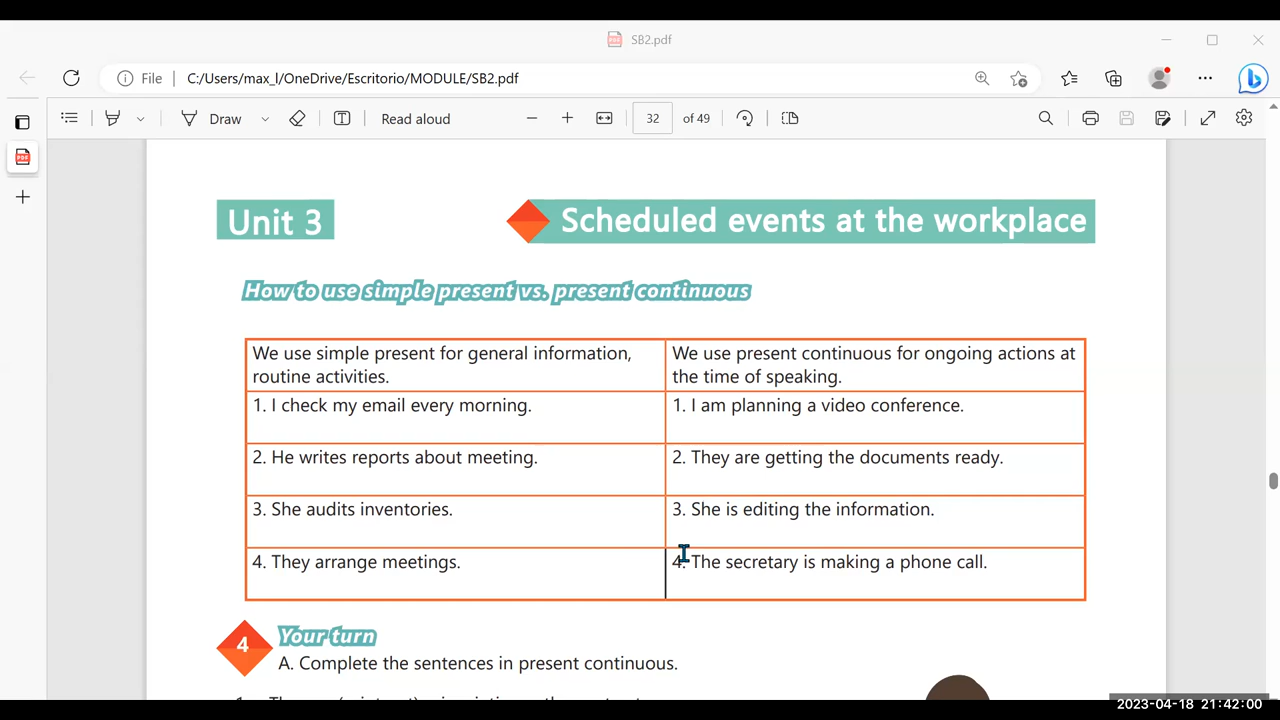 SB2.pdf
File
C:/Users/max_l/OneDrive/Escritorio/MODULE/SB2.pdf
Draw
Read aloud
32 of 49
Unit 3
Scheduled events at the workplace
How to use simple present vs. present continuous
We use simple present for general information,
routine activities.
We use present continuous for ongoing actions at
the time of speaking.
1. I check my email every morning.
1. I am planning a video conference.
2. He writes reports about meeting.
2. They are getting the documents ready.
3. She audits inventories.
3. She is editing the information.
4. They arrange meetings.
4. The secretary is making a phone call.
4
Your turn
A. Complete the sentences in present continuous.
2023-04-18 21:42:00